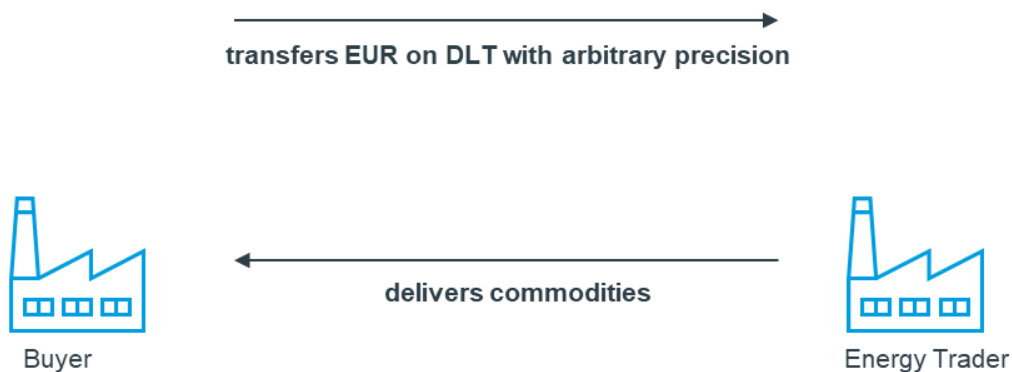 transfers EUR on DLT with arbitrary precision
delivers commodities
Buyer
Energy Trader